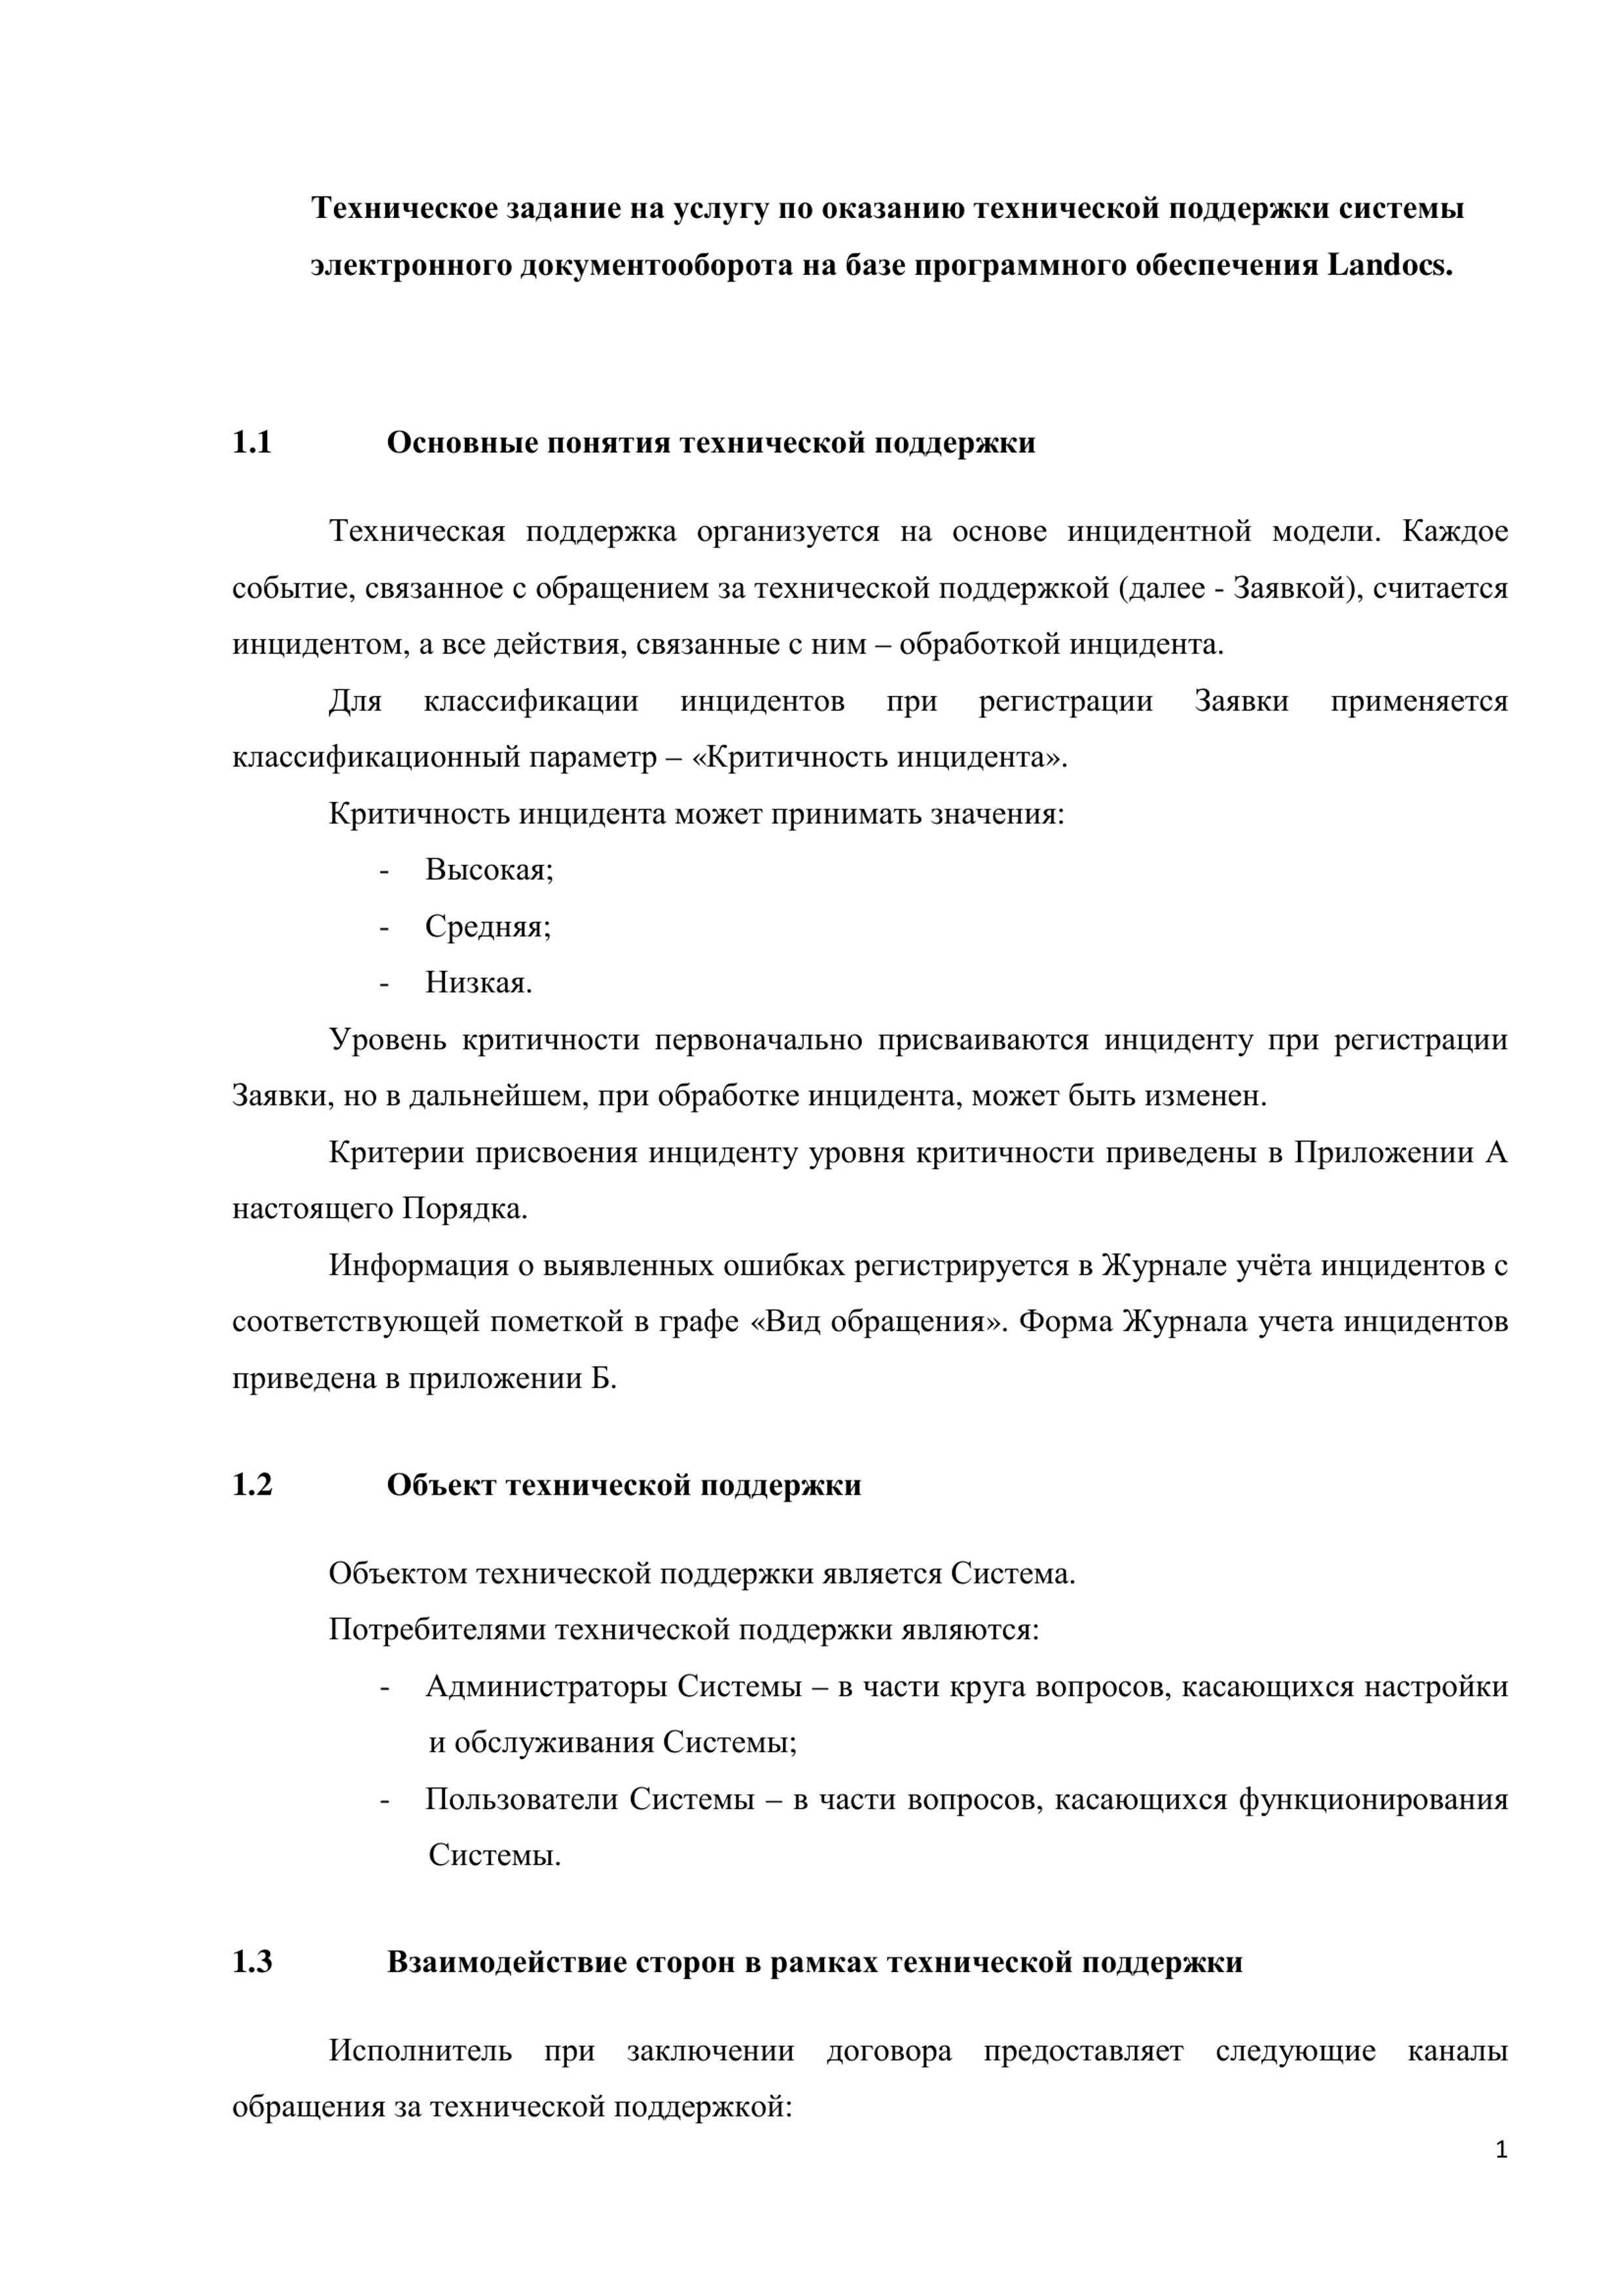 Техническое задание на услугу по оказанию технической поддержки системы
электронного документооборота на базе программного обеспечения Landocs.
1.1 Основные понятия технической поддержки
Техническая поддержка организуется на основе инцидентной модели. Каждое
событие, связанное с обращением за технической поддержкой (далее - Заявкой), считается
инцидентом, а все действия, связанные с ним – обработкой инцидента.
Для классификации инцидентов при регистрации Заявки применяется
классификационный параметр – «Критичность инцидента».
Критичность инцидента может принимать значения:
- Высокая;
- Средняя;
- Низкая.
Уровень критичности первоначально присваиваются инциденту при регистрации
Заявки, но в дальнейшем, при обработке инцидента, может быть изменен.
Критерии присвоения инциденту уровня критичности приведены в Приложении А
настоящего Порядка.
Информация о выявленных ошибках регистрируется в Журнале учёта инцидентов с
соответствующей пометкой в графе «Вид обращения». Форма Журнала учета инцидентов
приведена в приложении Б.
1.2 Объект технической поддержки
Объектом технической поддержки является Система.
Потребителями технической поддержки являются:
- Администраторы Системы – в части круга вопросов, касающихся настройки
и обслуживания Системы;
- Пользователи Системы – в части вопросов, касающихся функционирования
Системы.
1.3 Взаимодействие сторон в рамках технической поддержки
Исполнитель при заключении договора предоставляет следующие каналы
обращения за технической поддержкой:
1